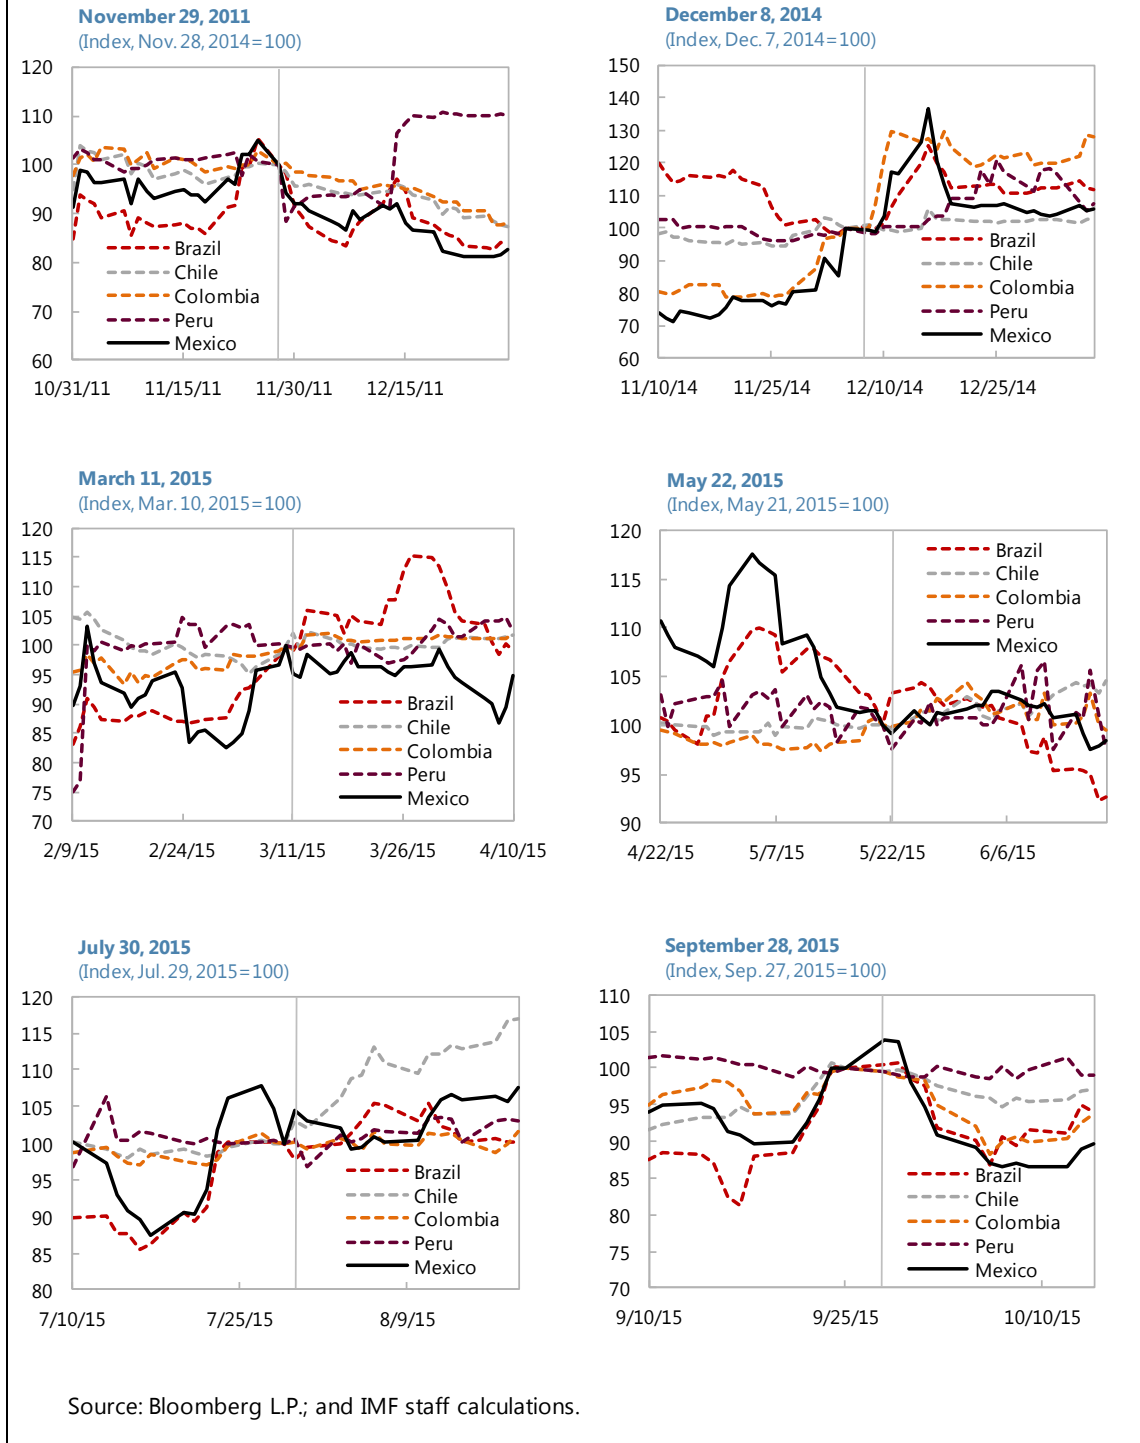 November 29, 2011
(Index, Nov. 28, 2014=100)
120
110
100
90
80
70
60
Brazil
Chile
Colombia
Peru
Mexico
10/31/11 11/15/11 11/30/11 12/15/11
December 8, 2014
(Index, Dec. 7, 2014=100)
150
140
130
120
110
100
90
80
70
60
Brazil
Chile
Colombia
Peru
Mexico
11/10/14 11/25/14 12/10/14 12/25/14
March 11, 2015
(Index, Mar. 10, 2015=100)
120
115
110
105
100
95
90
85
80
75
70
Brazil
Chile
Colombia
Peru
Mexico
2/9/15 2/24/15 3/11/15 3/26/15 4/10/15
May 22, 2015
(Index, May 21, 2015=100)
120
115
110
105
100
95
90
Brazil
Chile
Colombia
Peru
Mexico
4/22/15 5/7/15 5/22/15 6/6/15
July 30, 2015
(Index, Jul. 29, 2015=100)
120
115
110
105
100
95
90
85
80
Brazil
Chile
Colombia
Peru
Mexico
7/10/15 7/25/15 8/9/15
September 28, 2015
(Index, Sep. 27, 2015=100)
110
105
100
95
90
85
80
75
70
Brazil
Chile
Colombia
Peru
Mexico
9/10/15 9/25/15 10/10/15
Source: Bloomberg L.P.; and IMF staff calculations.